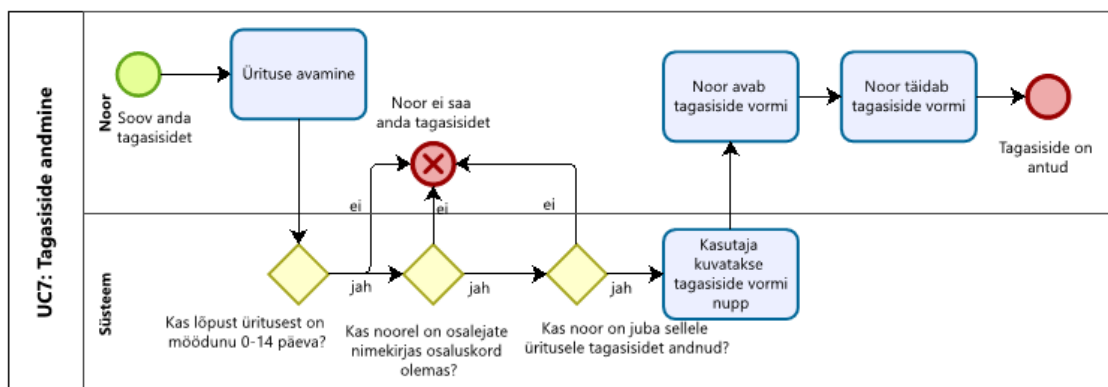 UC7: Tagasiside andmine
Noor
Soov anda
tagasisidet
Ürituse avamine
Noor ei saa
anda tagasisidet
Noor avab
tagasiside vormi
Noor täidab
tagasiside vormi
Tagasiside on
antud
Süsteem
ei
ei
ei
jah
jah
jah
Kas lõpust üritusest on
möödunu 0-14 päeva?
Kas noorel on osalejate
nimekirjas osaluskord
olemas?
Kas noor on juba sellele
üritusele tagasisidet andnud?
Kasutaja
kuvatakse
tagasiside vormi
nupp